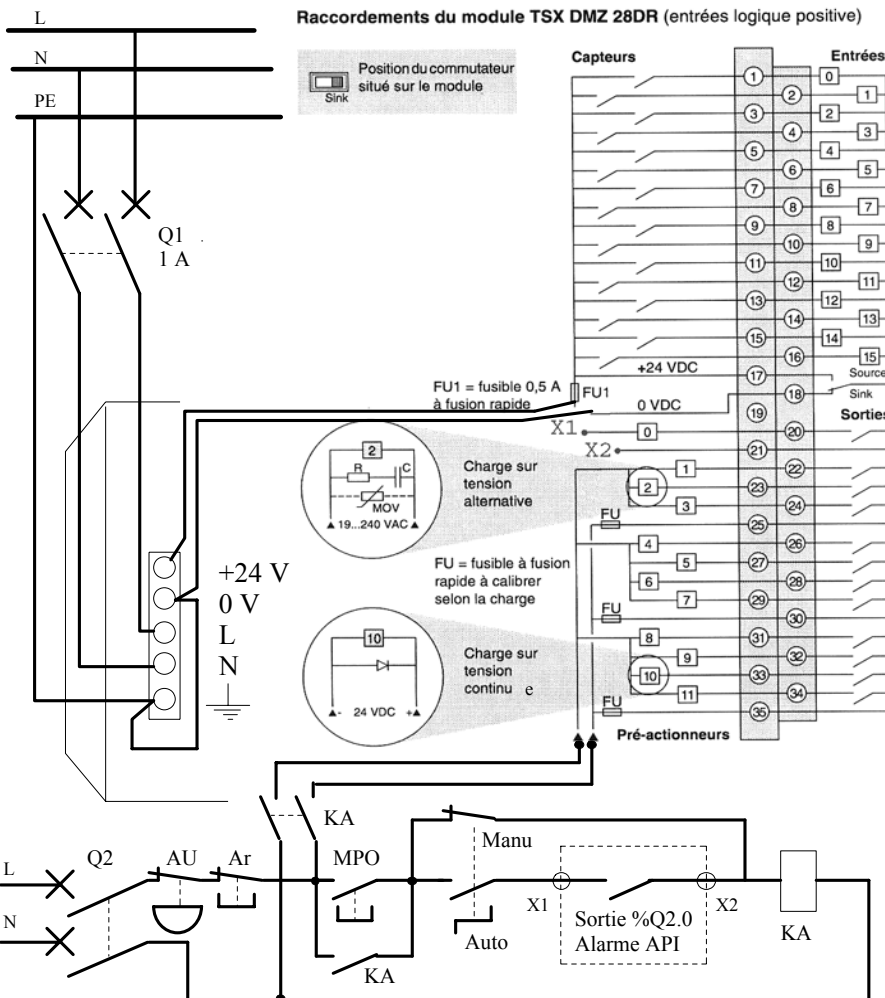 Raccordements du module TSX DMZ 28DR (entrées logique positive)
L
N
PE
Position du commutateur
situé sur le module
Sink
Capteurs
Entrées
1 0
2 1
3 2
4 3
5 4
6 5
7 6
8 7
9 8
10 9
11 10
12 11
13 12
14 13
15 14
16 15
Q1
1 A
+24 VDC
17
Source
FU1 = fusible 0,5 A
à fusion rapide
FU1
18
Sink
0 VDC
19
Sorties
X1
0
20
X2
21
2
R C
MOV
19...240 VAC
Charge sur
tension
alternative
1
22
2
23
3
24
FU
25
4
26
FU = fusible à fusion
rapide à calibrer
selon la charge
5
27
6
28
7
29
FU
30
+24 V
0 V
L
N
10
24 VDC
-
+
Charge sur
tension
continu e
8
31
9
32
10
33
11
34
FU
35
Pré-actionneurs
KA
Manu
L
Q2
AU
Ar
MPO
N
X1
X2
Auto
Sortie %Q2.0
Alarme API
KA
KA